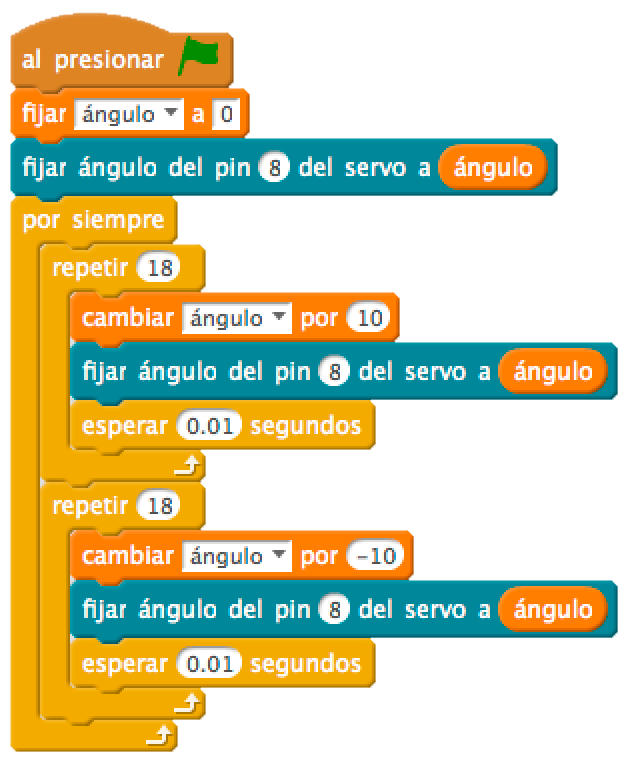 al presionar
fijar ángulo a 0
fijar ángulo del pin 8 del servo a ángulo
por siempre
repetir 18
cambiar ángulo por 10
fijar ángulo del pin 8 del servo a ángulo
esperar 0.01 segundos
repetir 18
cambiar ángulo por -10
fijar ángulo del pin 8 del servo a ángulo
esperar 0.01 segundos